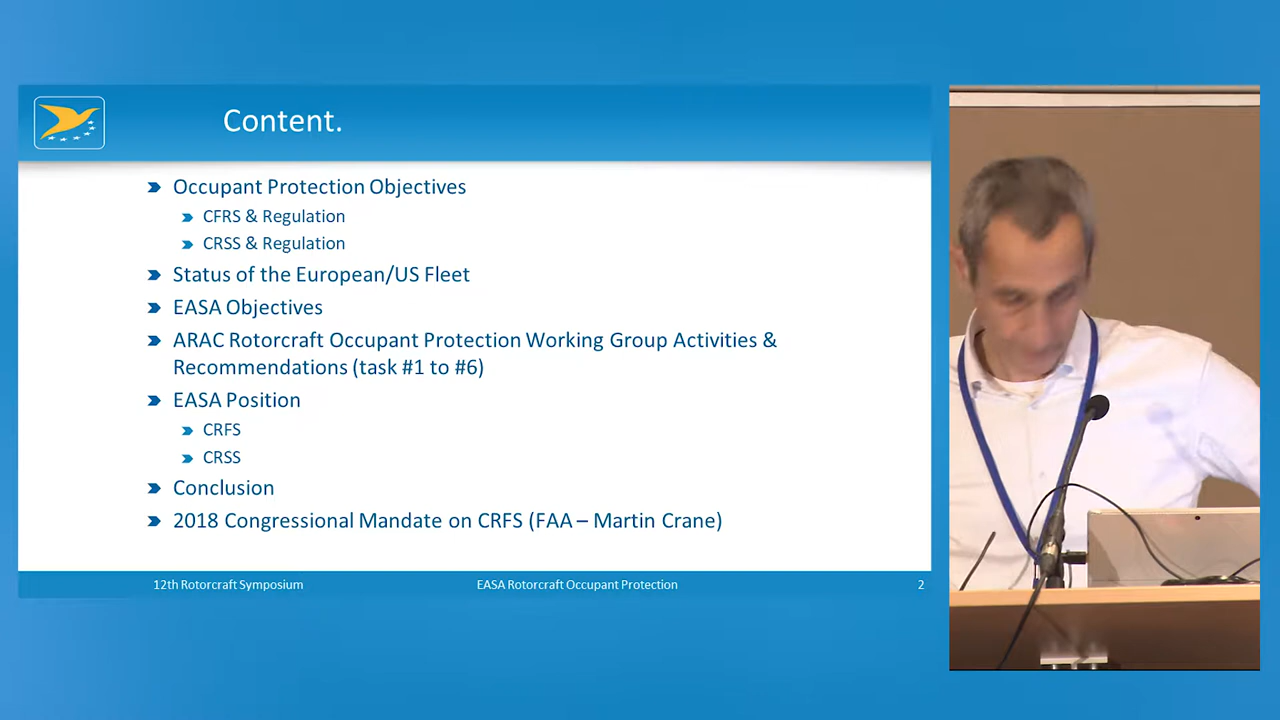 Content.
Occupant Protection Objectives
CFRS & Regulation
CRSS & Regulation
Status of the European/US Fleet
EASA Objectives
ARAC Rotorcraft Occupant Protection Working Group Activities &
Recommendations (task #1 to #6)
EASA Position
CRFS
CRSS
Conclusion
2018 Congressional Mandate on CRFS (FAA – Martin Crane)
12th Rotorcraft Symposium
EASA Rotorcraft Occupant Protection
2